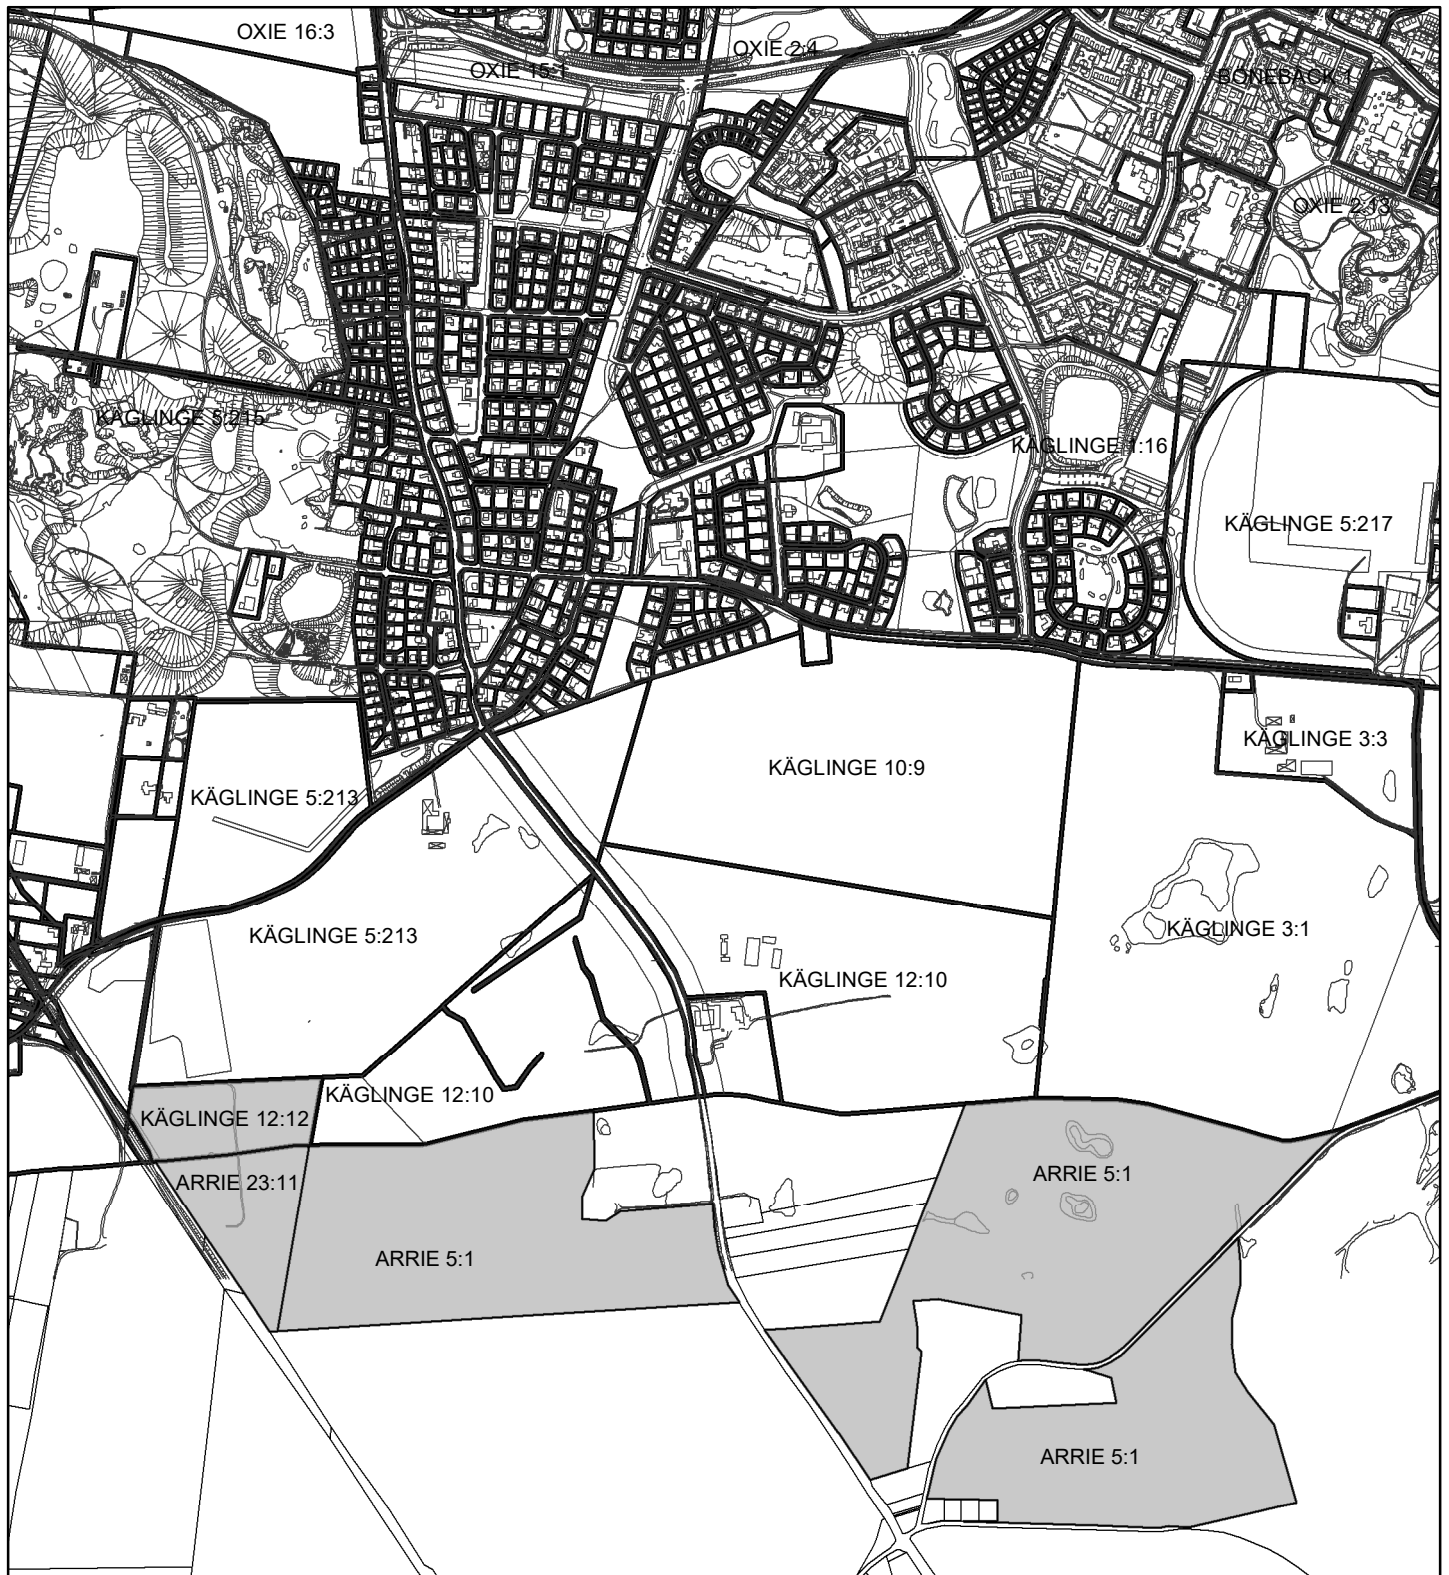 OXIE 16:3
OXIE 2:4
OXIE 15:1
BONEBÄCK 1
OXIE 2:13
KÄGLINGE 5:215
KÄGLINGE 1:16
KÄGLINGE 5:217
KÄGLINGE 3:3
KÄGLINGE 10:9
KÄGLINGE 5:213
KÄGLINGE 3:1
KÄGLINGE 5:213
KÄGLINGE 12:10
KÄGLINGE 12:10
KÄGLINGE 12:12
ARRIE 5:1
ARRIE 23:11
ARRIE 5:1
ARRIE 5:1